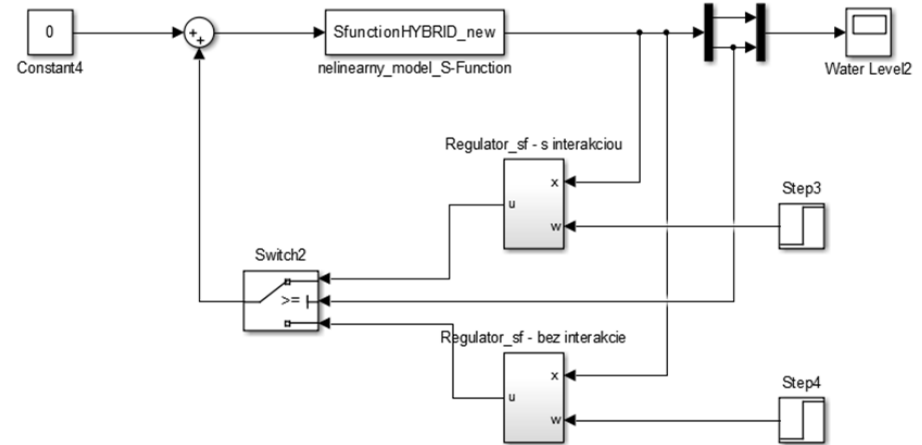 0
Constant4
+
+
SfunctionHYBRID_new
nelinearny_model_S-Function
Water Level2
Regulator_sf - s interakciou
x
u
w
Step3
Switch2
>=
Regulator_sf - bez interakcie
x
u
w
Step4